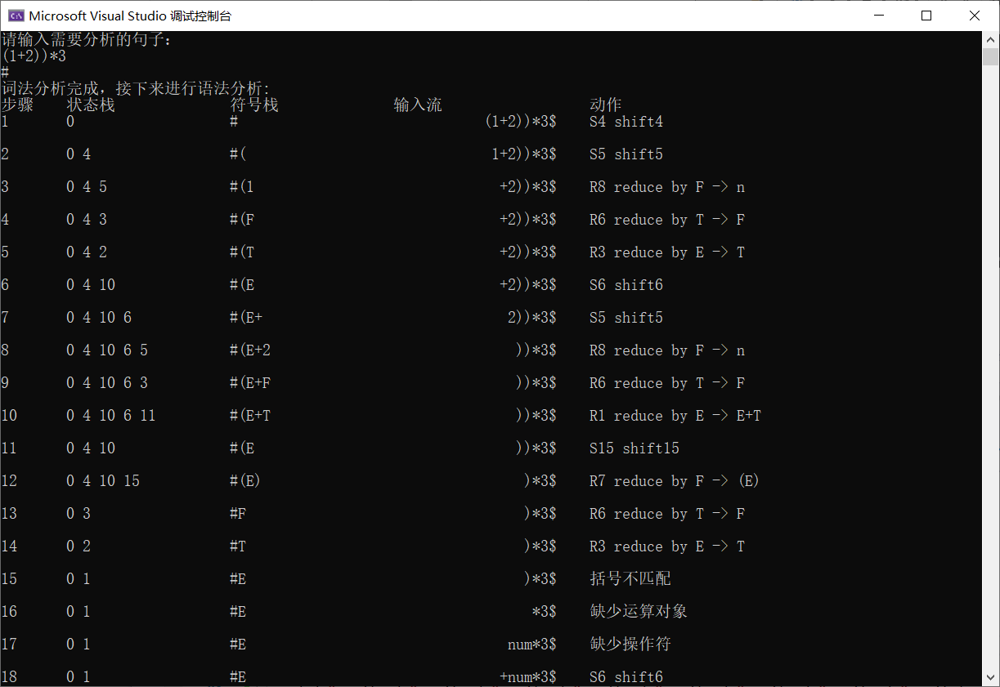 Microsoft Visual Studio 调试控制台
请输入需要分析的句子:
(1+2))*3
#
词法分析完成，接下来进行语法分析:
步骤 状态栈 符号栈 输入流 动作
1 0 # (1+2))*3$ S4 shift4
2 0 4 #( 1+2))*3$ S5 shift5
3 0 4 5 #(1 +2))*3$ R8 reduce by F -> n
4 0 4 3 #(F +2))*3$ R6 reduce by T -> F
5 0 4 2 #(T +2))*3$ R3 reduce by E -> T
6 0 4 10 #(E +2))*3$ S6 shift6
7 0 4 10 6 #(E+ 2))*3$ S5 shift5
8 0 4 10 6 5 #(E+2 ))*3$ R8 reduce by F -> n
9 0 4 10 6 3 #(E+F ))*3$ R6 reduce by T -> F
10 0 4 10 6 11 #(E+T ))*3$ R1 reduce by E -> E+T
11 0 4 10 #(E ))*3$ S15 shift15
12 0 4 10 15 #(E) )*3$ R7 reduce by F -> (E)
13 0 3 #F )*3$ R6 reduce by T -> F
14 0 2 #T )*3$ R3 reduce by E -> T
15 0 1 #E )*3$ 括号不匹配
16 0 1 #E *3$ 缺少运算对象
17 0 1 #E num*3$ 缺少操作符
18 0 1 #E +num*3$ S6 shift6